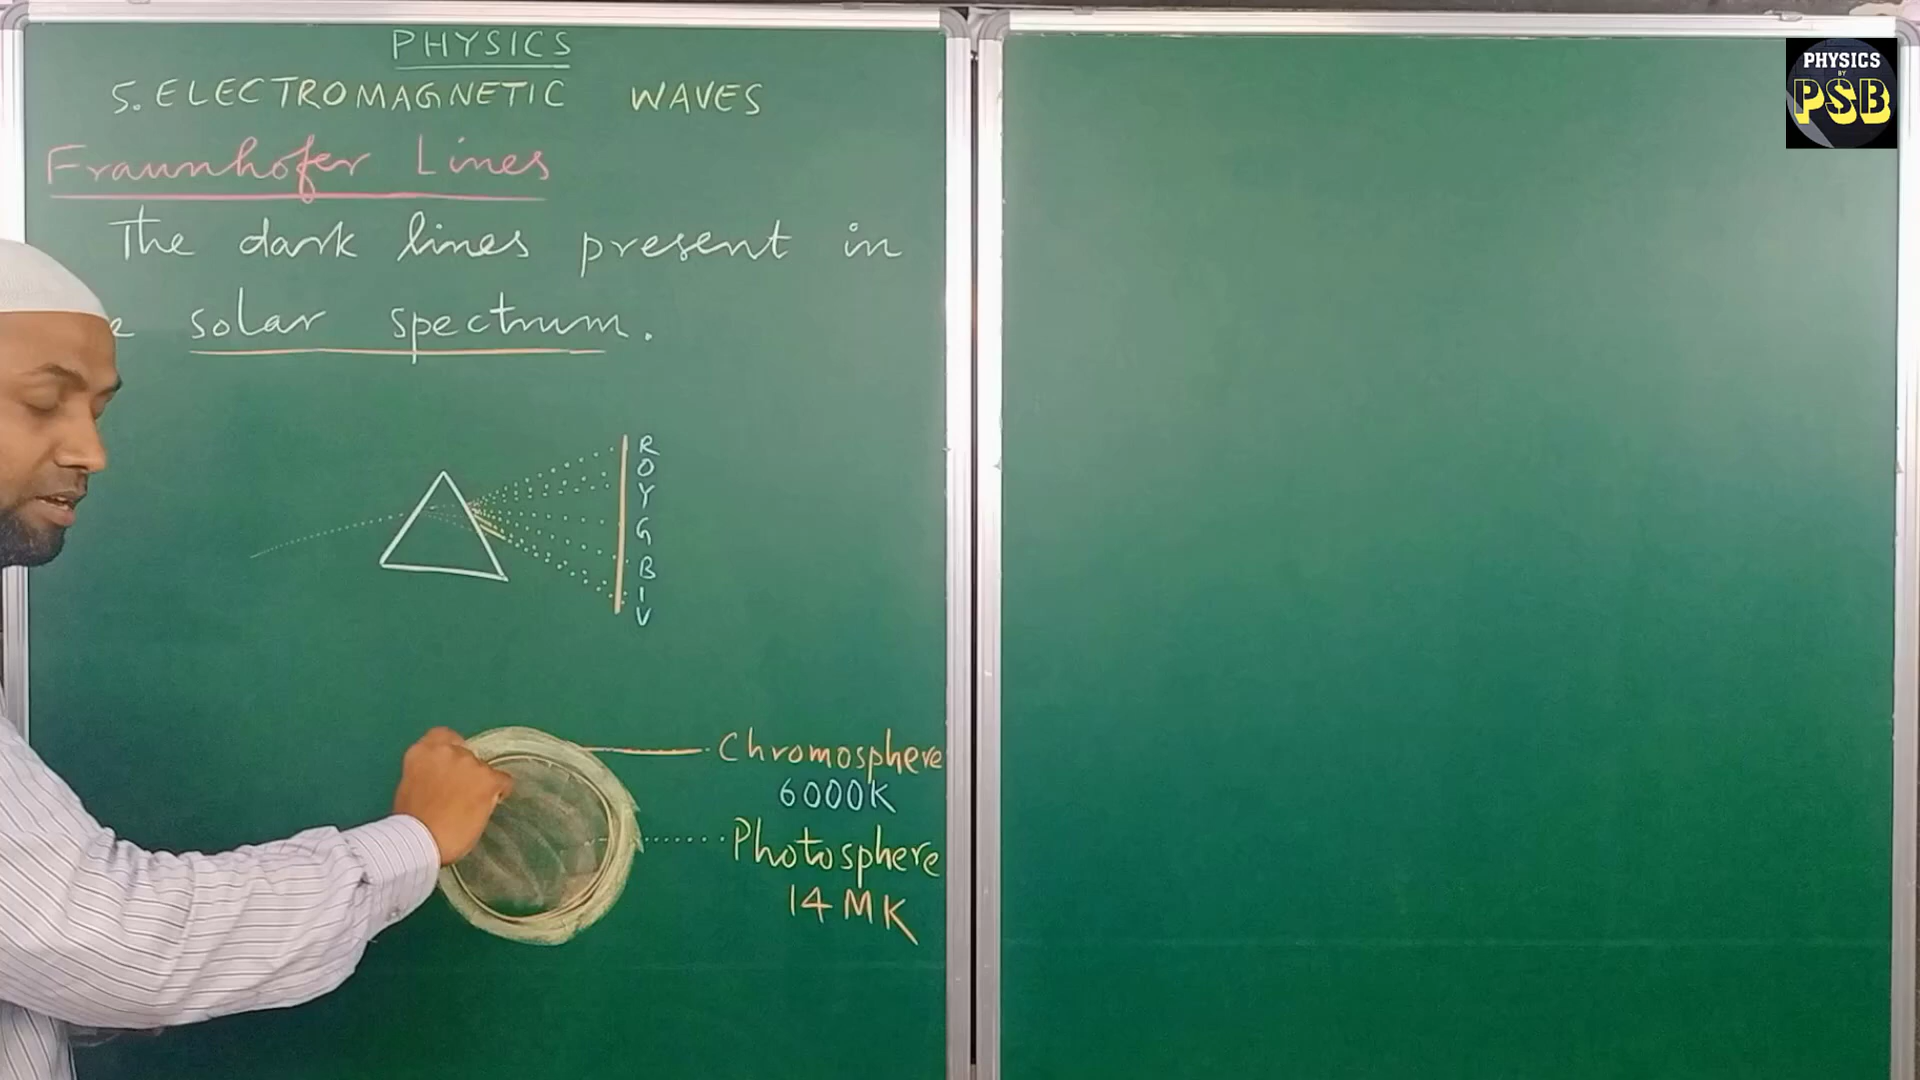 PHYSICS
5. ELECTROMAGNETIC WAVES
Fraunhofer Lines
The dark lines present in
solar spectrum.
R
O
Y
G
B
I
V
Chromosphere
6000K
Photosphere
14 MK
PHYSICS
BY
PSB